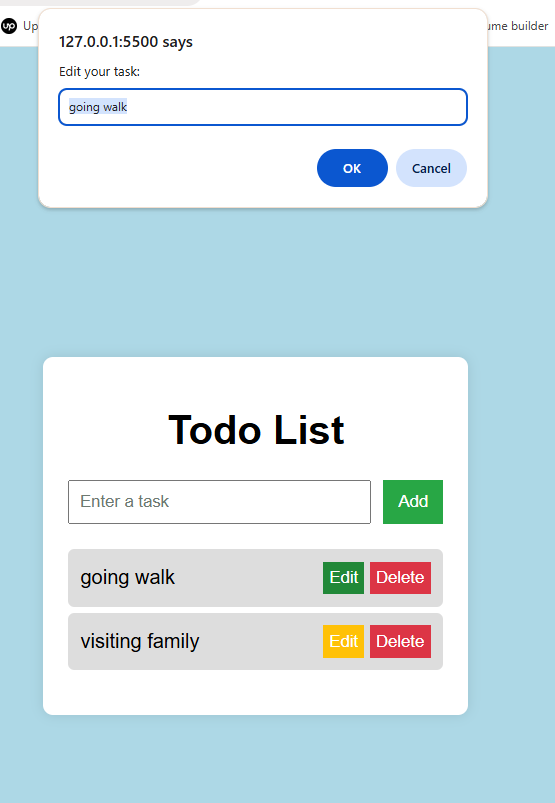 up Up
ume builder
127.0.0.1:5500 says
Edit your task:
going walk
OK Cancel
Todo List
Enter a task Add
going walk Edit Delete
visiting family Edit Delete